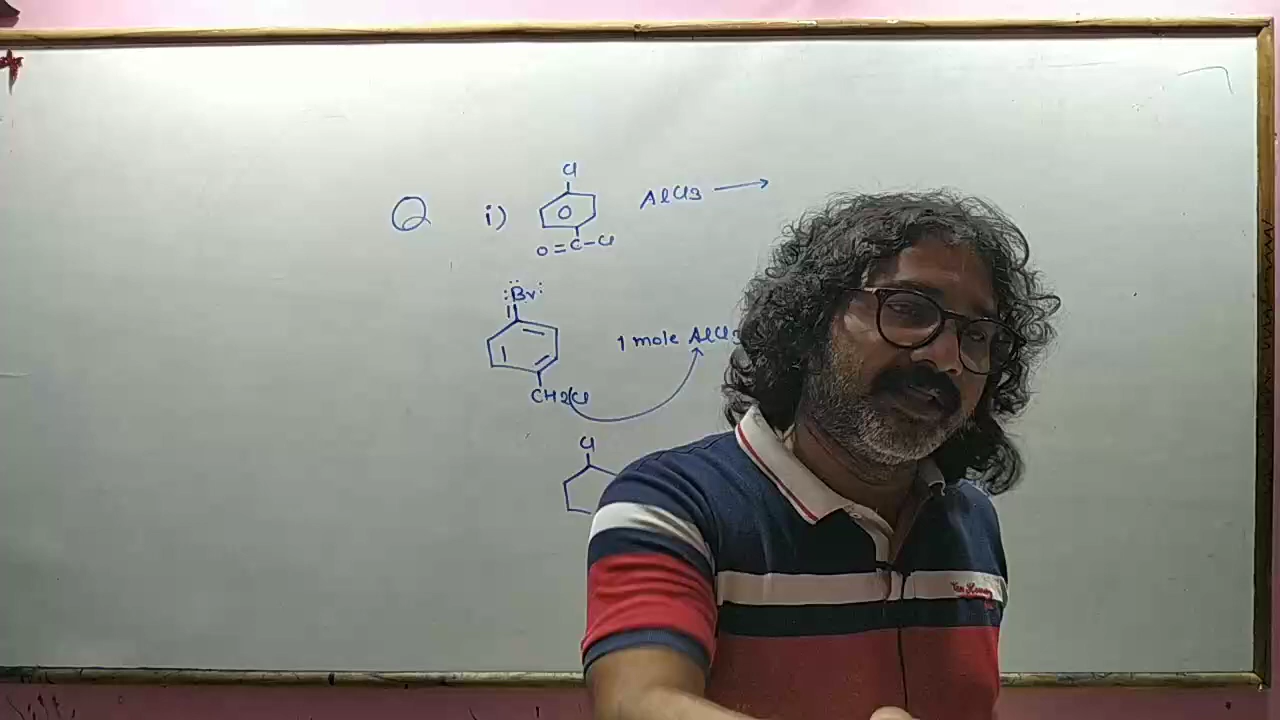 Cl
Q i) AlCl3 →
O=C-Cl
:Br:
1 mole AlCl3
CH2Cl
Cl